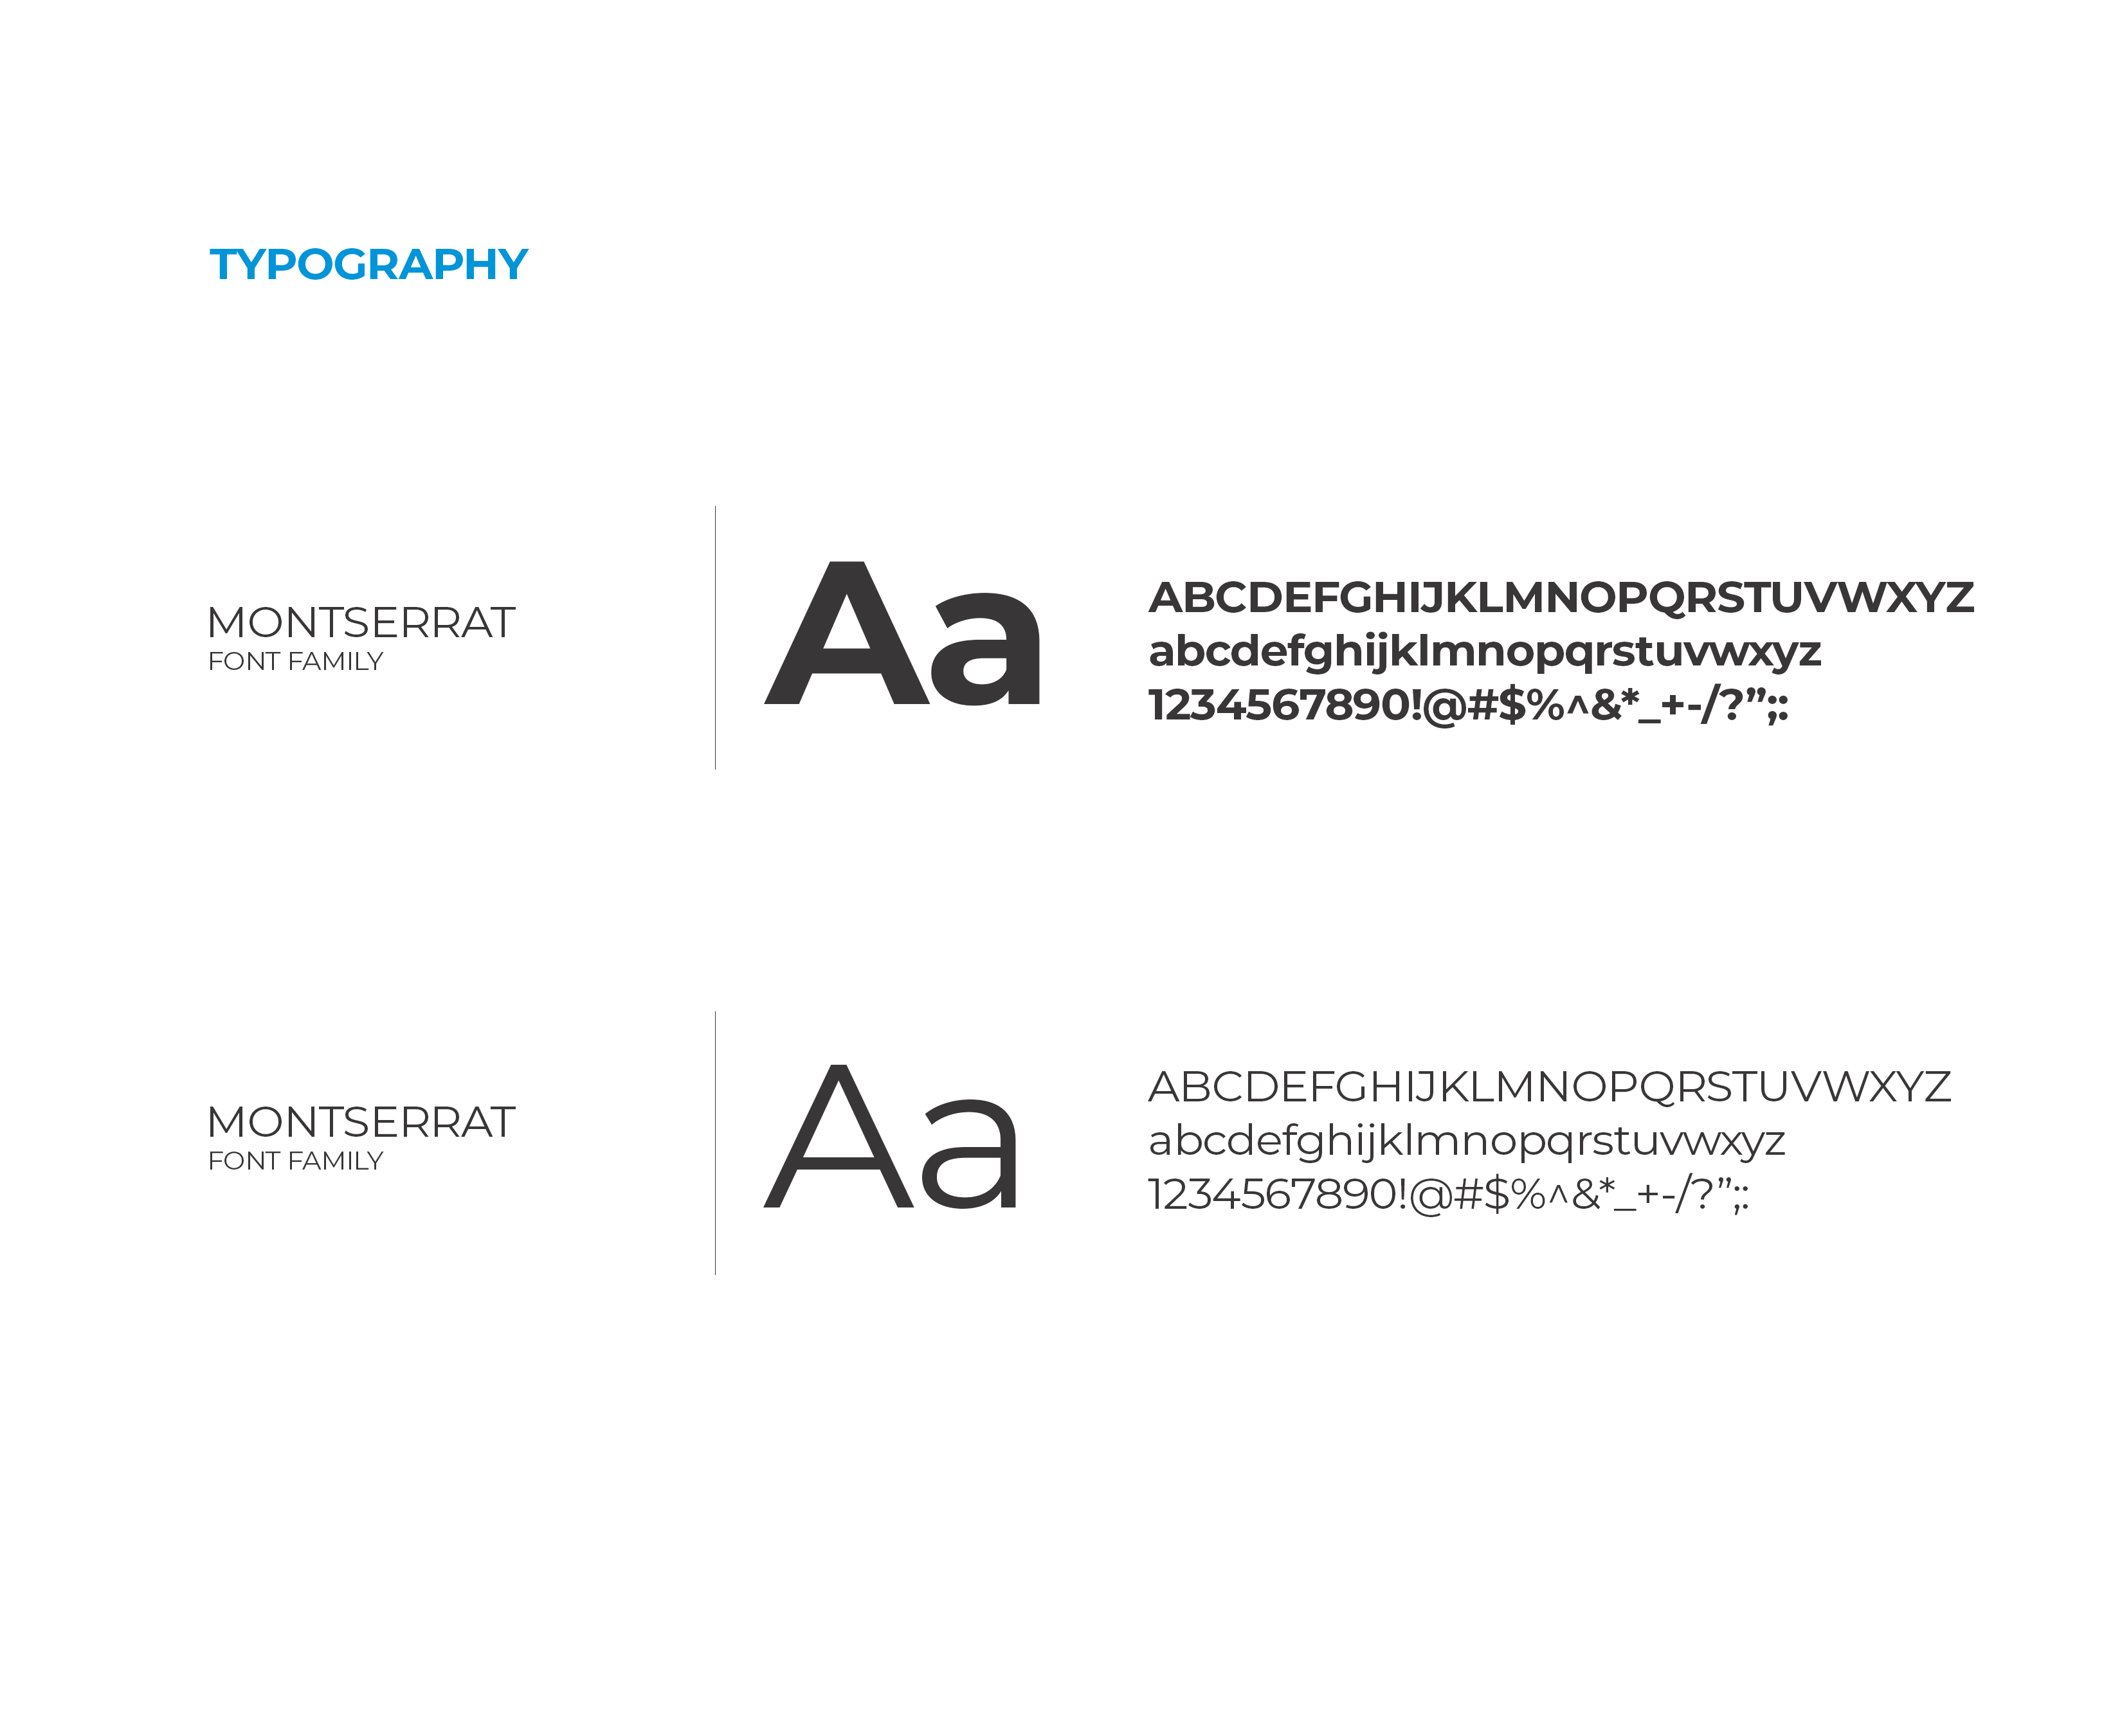 TYPOGRAPHY
MONTSERRAT
FONT FAMILY
Aa
ABCDEFGHIJKLMNOPQRSTUVWXYZ
abcdefghijklmnopqrstuvwxyz
1234567890!@#$%^&*_+-/?”;:
MONTSERRAT
FONT FAMILY
Aa
ABCDEFGHIJKLMNOPQRSTUVWXYZ
abcdefghijklmnopqrstuvwxyz
1234567890!@#$%^&*_+-/?”;: